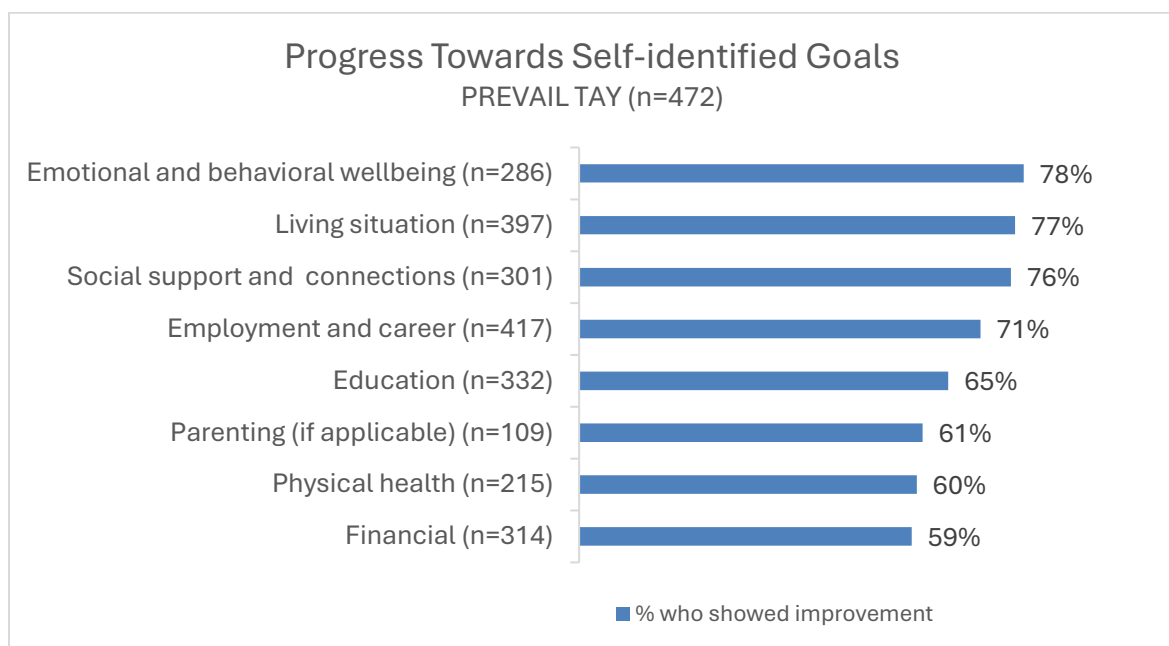 Progress Towards Self-identified Goals
PREVAIL TAY (n=472)
Emotional and behavioral wellbeing (n=286) 78%
Living situation (n=397) 77%
Social support and  connections (n=301) 76%
Employment and career (n=417) 71%
Education (n=332) 65%
Parenting (if applicable) (n=109) 61%
Physical health (n=215) 60%
Financial (n=314) 59%
% who showed improvement